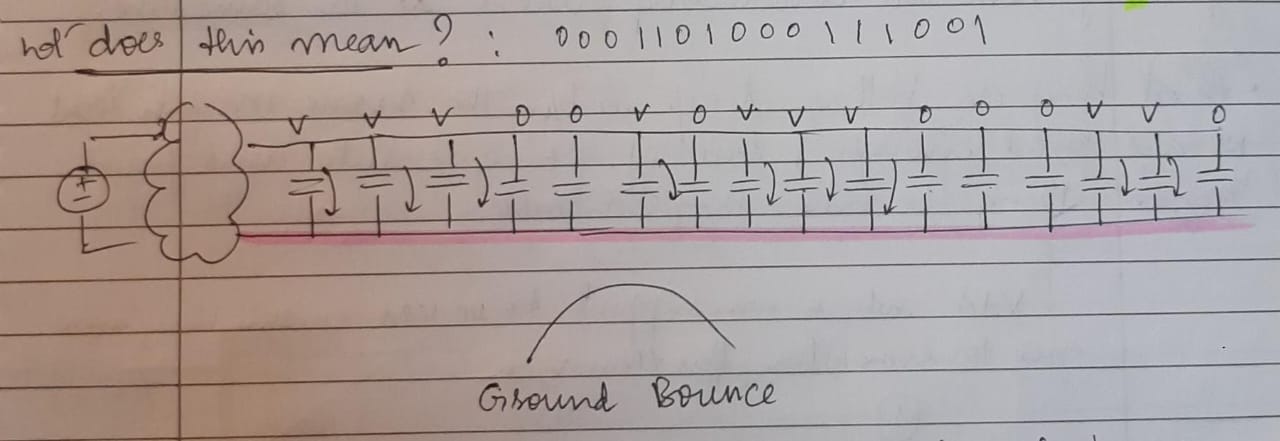 does this mean ? : 0 0 0 1 1 0 1 0 0 0 1 1 1 0 0 1
V V V 0 0 V 0 V V V 0 0 0 V V 0
+
-
Ground Bounce